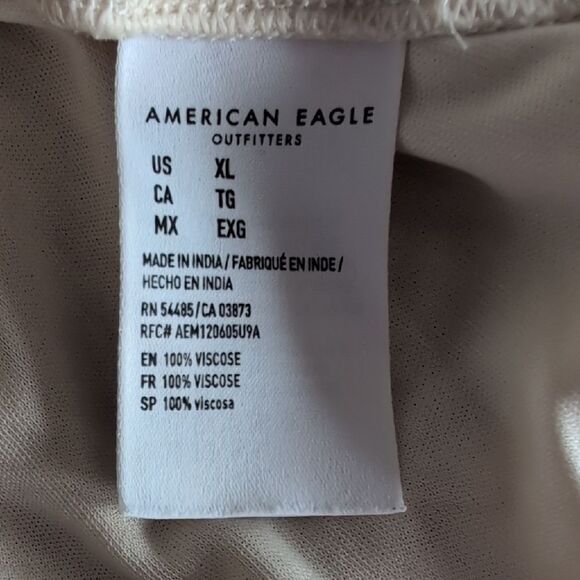 AMERICAN EAGLE
OUTFITTERS
US XL
CA TG
MX EXG
MADE IN INDIA / FABRIQUÉ EN INDE /
HECHO EN INDIA
RN 54485/CA 03873
RFC# AEM120605U9A
EN 100% VISCOSE
FR 100% VISCOSE
SP 100% viscosa